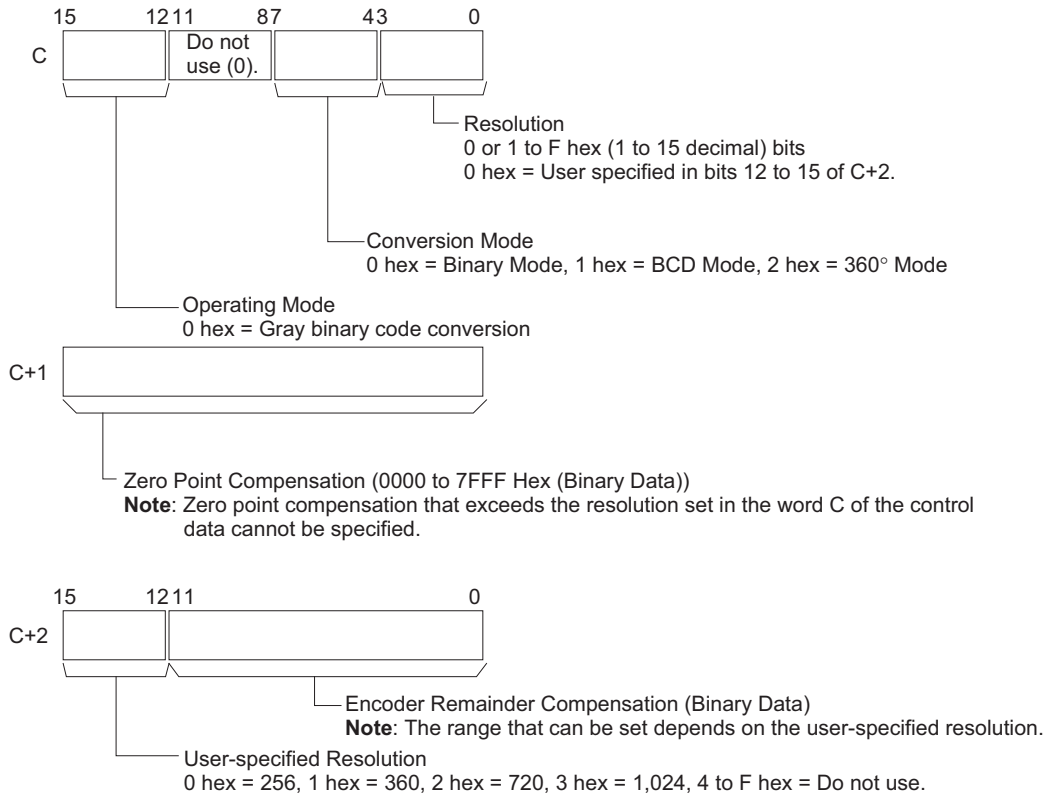 15 12 11 8 7 4 3 0
C
Do not
use (0).
Resolution
0 or 1 to F hex (1 to 15 decimal) bits
0 hex = User specified in bits 12 to 15 of C+2.
Conversion Mode
0 hex = Binary Mode, 1 hex = BCD Mode, 2 hex = 360° Mode
Operating Mode
0 hex = Gray binary code conversion
C+1
Zero Point Compensation (0000 to 7FFF Hex (Binary Data))
Note: Zero point compensation that exceeds the resolution set in the word C of the control
data cannot be specified.
15 12 11 0
C+2
Encoder Remainder Compensation (Binary Data)
Note: The range that can be set depends on the user-specified resolution.
User-specified Resolution
0 hex = 256, 1 hex = 360, 2 hex = 720, 3 hex = 1,024, 4 to F hex = Do not use.